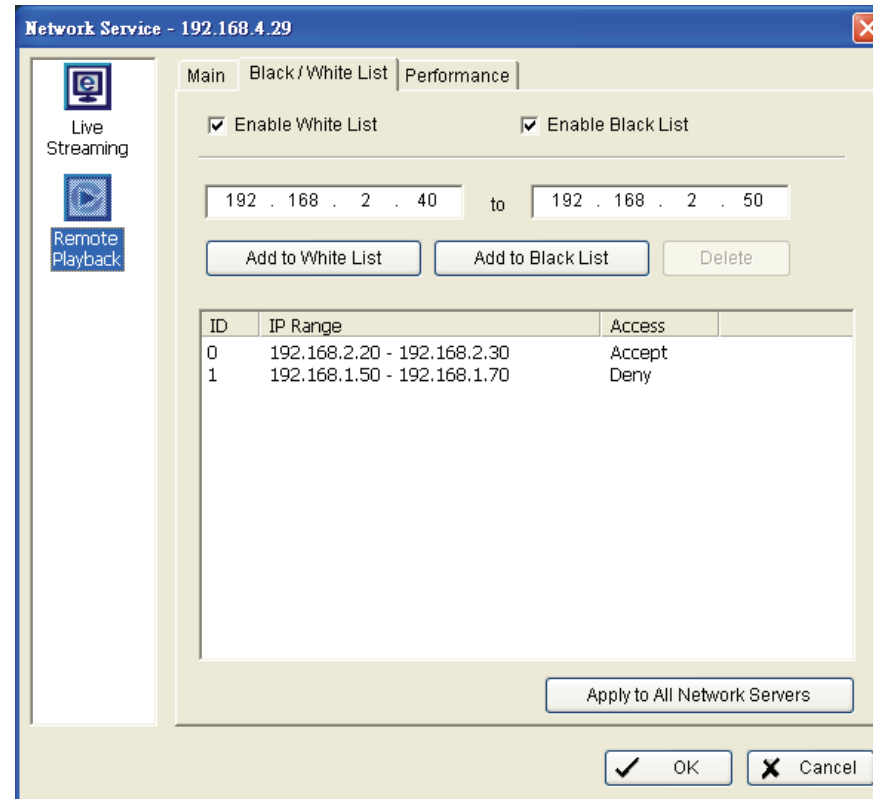 Network Service - 192.168.4.29
Live
Streaming
Remote
Playback
Main Black / White List Performance
Enable White List Enable Black List
192 . 168 . 2 . 40 to 192 . 168 . 2 . 50
Add to White List Add to Black List Delete
ID IP Range Access
0 192.168.2.20 - 192.168.2.30 Accept
1 192.168.1.50 - 192.168.1.70 Deny
Apply to All Network Servers
OK Cancel